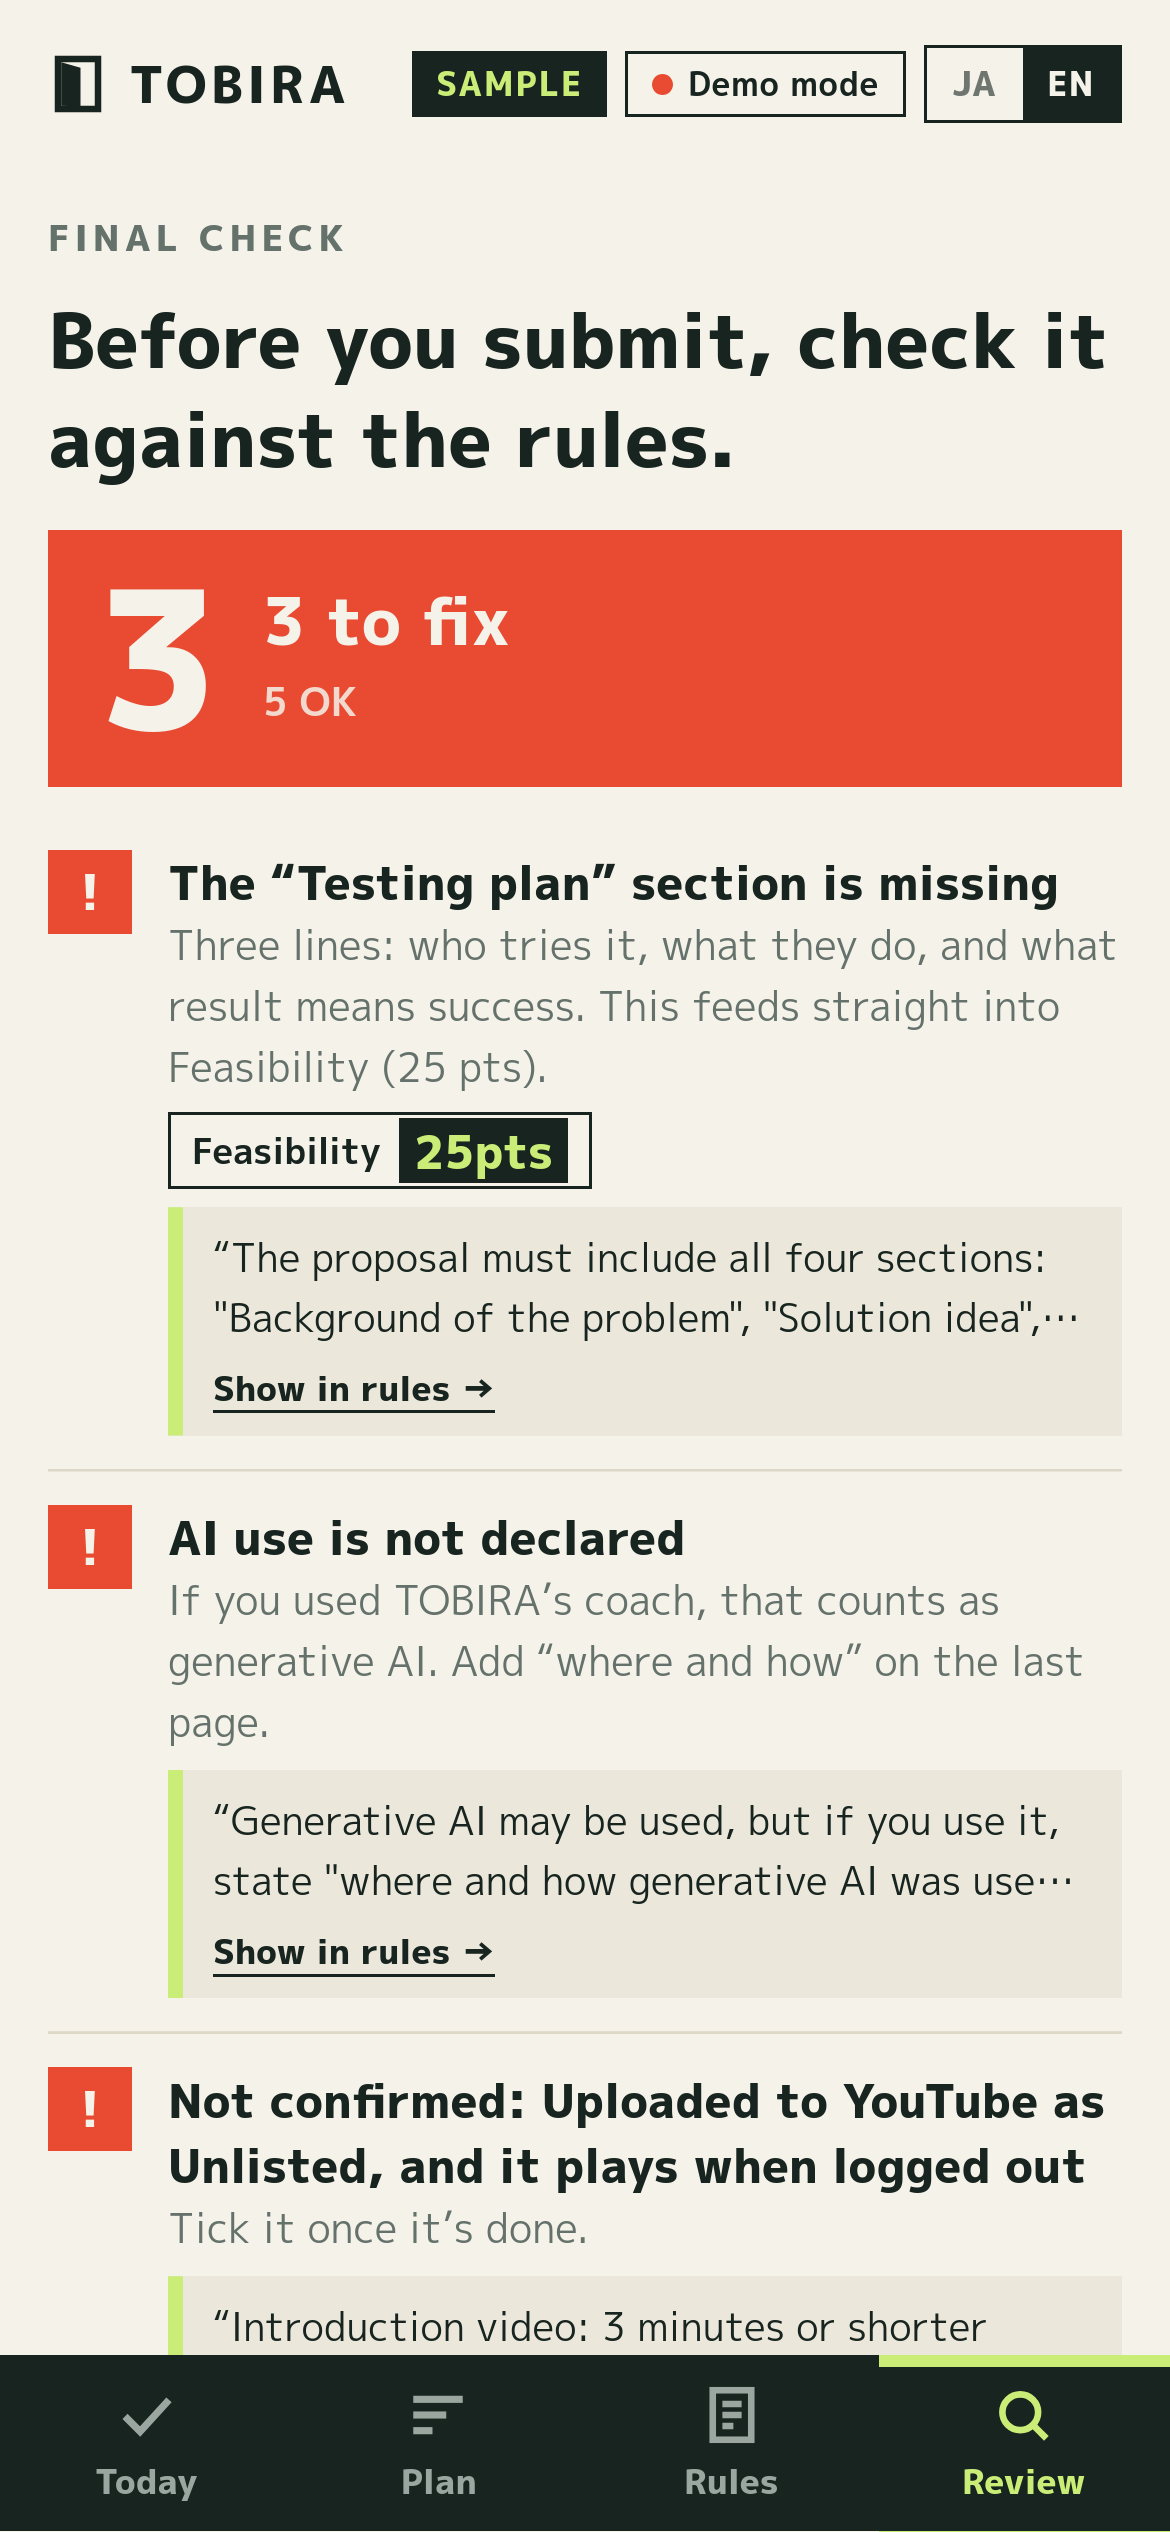 TOBIRA
SAMPLE
Demo mode
JA
EN
FINAL CHECK
Before you submit, check it
against the rules.
3
3 to fix
5 OK
!
The “Testing plan” section is missing
Three lines: who tries it, what they do, and what
result means success. This feeds straight into
Feasibility (25 pts).
Feasibility 25pts
“The proposal must include all four sections:
"Background of the problem", "Solution idea",…
Show in rules →
!
AI use is not declared
If you used TOBIRA’s coach, that counts as
generative AI. Add “where and how” on the last
page.
“Generative AI may be used, but if you use it,
state "where and how generative AI was use…
Show in rules →
!
Not confirmed: Uploaded to YouTube as
Unlisted, and it plays when logged out
Tick it once it’s done.
“Introduction video: 3 minutes or shorter
Today
Plan
Rules
Review